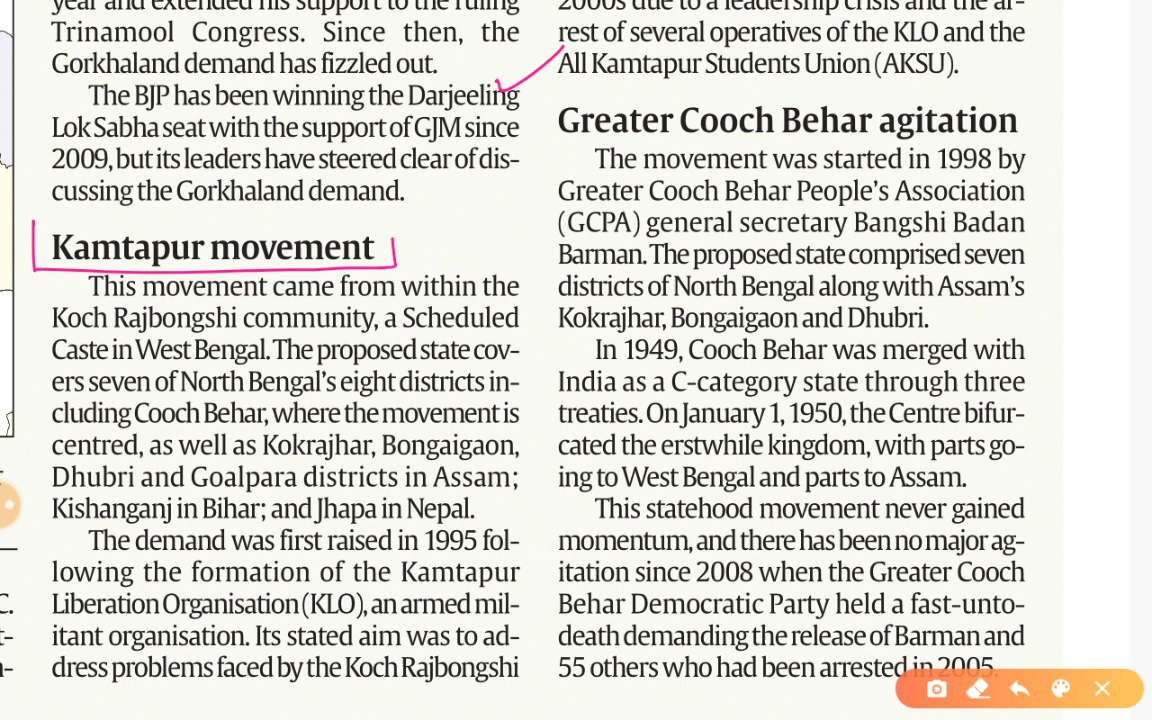 year and extended his support to the ruling
Trinamool Congress. Since then, the
Gorkhaland demand has fizzled out.
The BJP has been winning the Darjeeling
Lok Sabha seat with the support of GJM since
2009, but its leaders have steered clear of dis-
cussing the Gorkhaland demand.
Kamtapur movement
This movement came from within the
Koch Rajbongshi community, a Scheduled
Caste in West Bengal. The proposed state cov-
ers seven of North Bengal's eight districts in-
cluding Cooch Behar, where the movement is
centred, as well as Kokrajhar, Bongaigaon,
Dhubri and Goalpara districts in Assam;
Kishanganj in Bihar; and Jhapa in Nepal.
The demand was first raised in 1995 fol-
lowing the formation of the Kamtapur
Liberation Organisation (KLO), an armed mil-
itant organisation. Its stated aim was to ad-
dress problems faced by the Koch Rajbongshi
2000s due to a leadership crisis and the ar-
rest of several operatives of the KLO and the
All Kamtapur Students Union (AKSU).
Greater Cooch Behar agitation
The movement was started in 1998 by
Greater Cooch Behar People's Association
(GCPA) general secretary Bangshi Badan
Barman. The proposed state comprised seven
districts of North Bengal along with Assam's
Kokrajhar, Bongaigaon and Dhubri.
In 1949, Cooch Behar was merged with
India as a C-category state through three
treaties. On January 1, 1950, the Centre bifur-
cated the erstwhile kingdom, with parts go-
ing to West Bengal and parts to Assam.
This statehood movement never gained
momentum, and there has been no major ag-
itation since 2008 when the Greater Cooch
Behar Democratic Party held a fast-unto-
death demanding the release of Barman and
55 others who had been arrested in 2005.